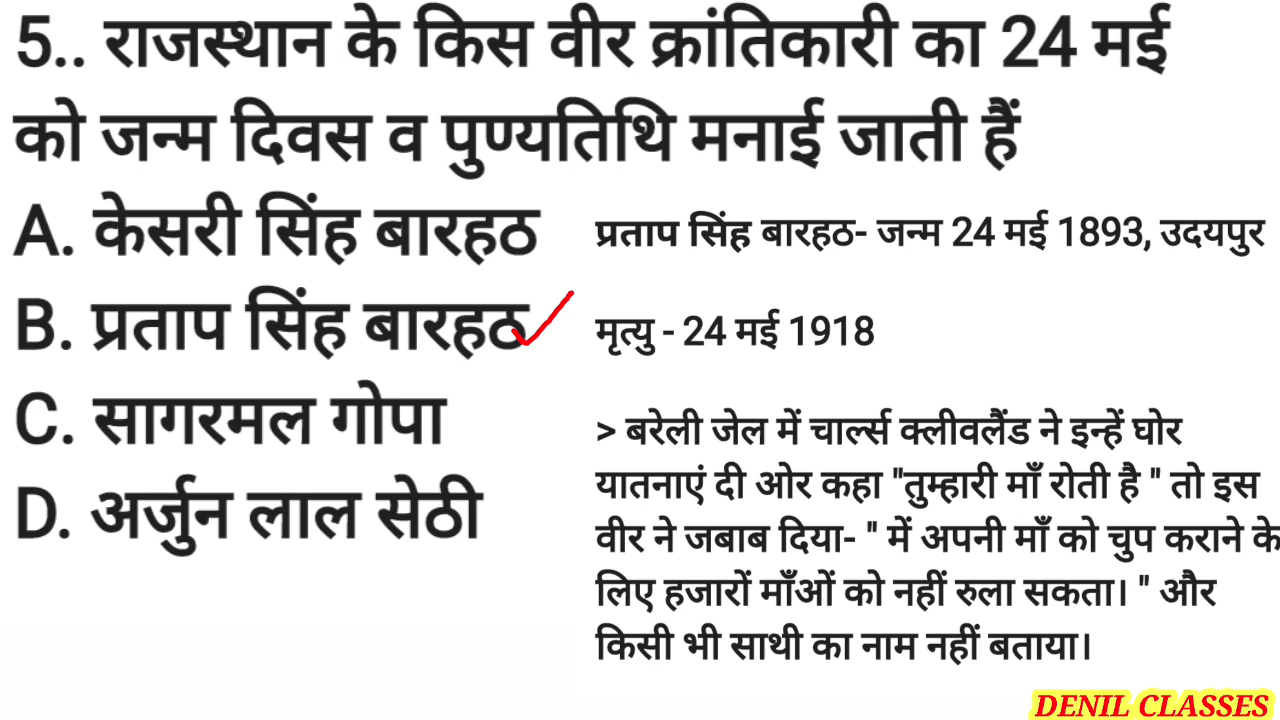 5.. राजस्थान के किस वीर क्रांतिकारी का 24 मई
को जन्म दिवस व पुण्यतिथि मनाई जाती हैं
A. केसरी सिंह बारहठ
B. प्रताप सिंह बारहठ
C. सागरमल गोपा
D. अर्जुन लाल सेठी
प्रताप सिंह बारहठ- जन्म 24 मई 1893, उदयपुर
मृत्यु - 24 मई 1918
> बरेली जेल में चार्ल्स क्लीवलैंड ने इन्हें घोर
यातनाएं दी ओर कहा "तुम्हारी माँ रोती है " तो इस
वीर ने जबाब दिया- " में अपनी माँ को चुप कराने के
लिए हजारों माँओं को नहीं रुला सकता। " और
किसी भी साथी का नाम नहीं बताया।
DENIL CLASSES